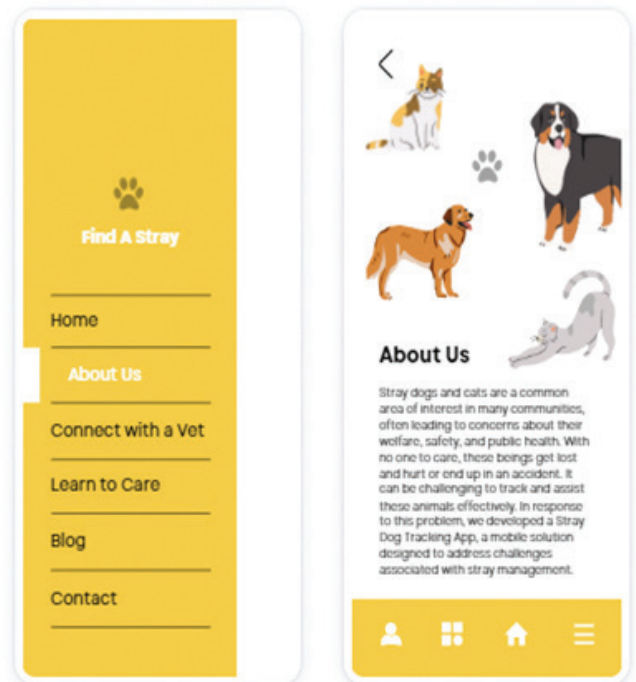 Find A Stray
Home
About Us
Connect with a Vet
Learn to Care
Blog
Contact
About Us
Stray dogs and cats are a common
area of interest in many communities,
often leading to concerns about their
welfare, safety, and public health. With
no one to care, these beings get lost
and hurt or end up in an accident. It
can be challenging to track and assist
these animals effectively. In response
to this problem, we developed a Stray
Dog Tracking App, a mobile solution
designed to address challenges
associated with stray management.